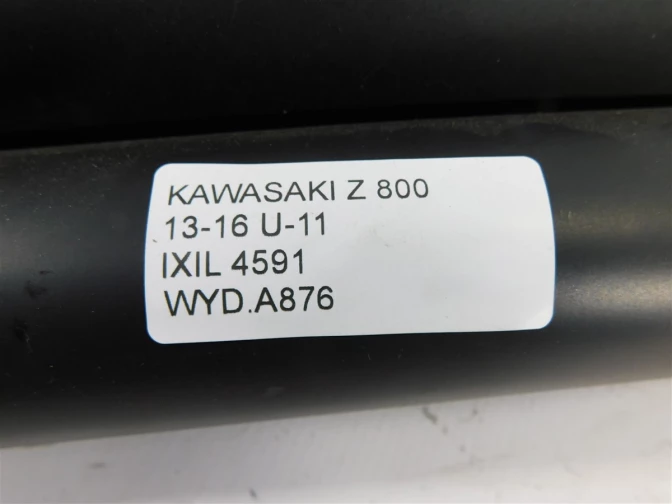 KAWASAKI Z 800
13-16 U-11
IXIL 4591
WYD.A876